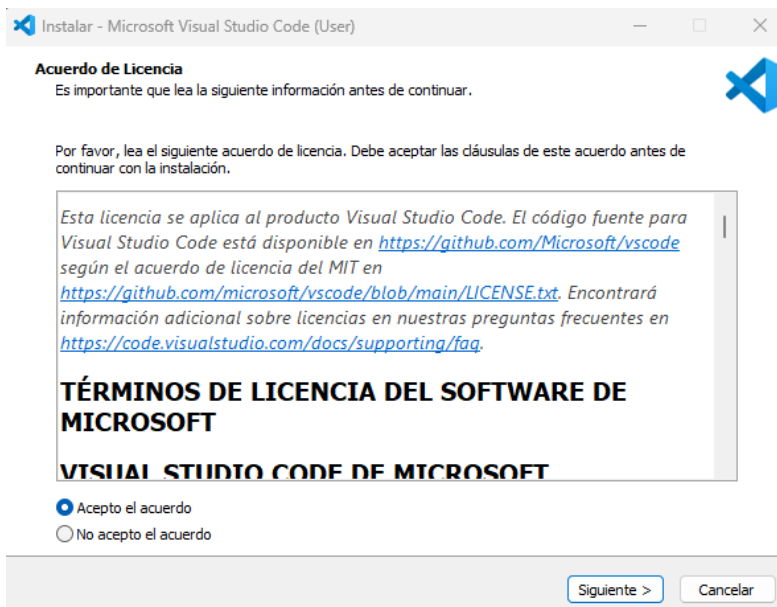 Instalar - Microsoft Visual Studio Code (User)
Acuerdo de Licencia
Es importante que lea la siguiente información antes de continuar.
Por favor, lea el siguiente acuerdo de licencia. Debe aceptar las cláusulas de este acuerdo antes de
continuar con la instalación.
Esta licencia se aplica al producto Visual Studio Code. El código fuente para
Visual Studio Code está disponible en https://github.com/Microsoft/vscode
según el acuerdo de licencia del MIT en
https://github.com/microsoft/vscode/blob/main/LICENSE.txt. Encontrará
información adicional sobre licencias en nuestras preguntas frecuentes en
https://code.visualstudio.com/docs/supporting/faq.
TÉRMINOS DE LICENCIA DEL SOFTWARE DE
MICROSOFT
VISUAL STUDIO CODE DE MICROSOFT
Acepto el acuerdo
No acepto el acuerdo
Siguiente >
Cancelar